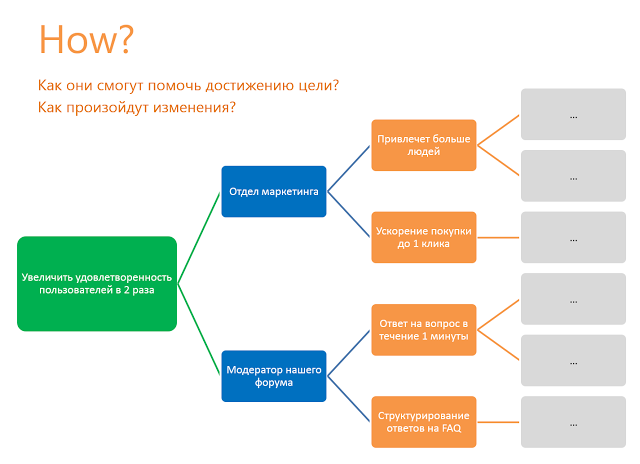 How?
Как они смогут помочь достижению цели?
Как произойдут изменения?
Увеличить удовлетворенность
пользователей в 2 раза
Отдел маркетинга
Модератор нашего
форума
Привлечет больше
людей
Ускорение покупки
до 1 клика
Ответ на вопрос в
течение 1 минуты
Структурирование
ответов на FAQ
...
...
...
...
...
...